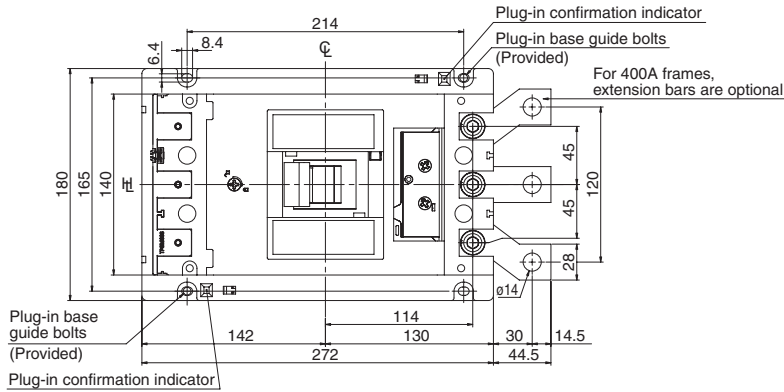 214
Plug-in confirmation indicator
Plug-in base guide bolts
(Provided)
For 400A frames,
extension bars are optional
6.4
8.4
℄
180
165
140
℄
45
45
120
28
ø14
Plug-in base
guide bolts
(Provided)
114
142
130
30
14.5
272
44.5
Plug-in confirmation indicator